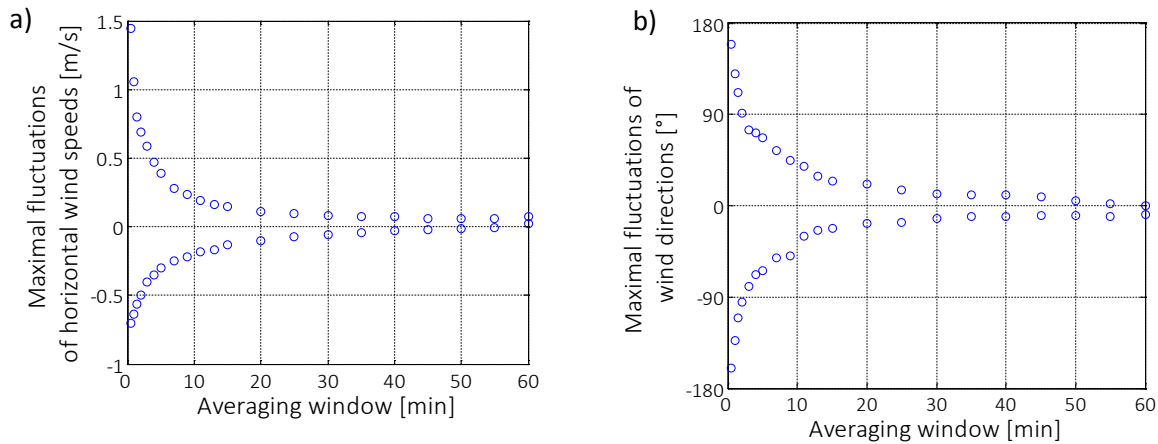 a)
Maximal fluctuations
of horizontal wind speeds [m/s]
1.5
1
0.5
0
-0.5
-1
0 10 20 30 40 50 60
Averaging window [min]
b)
Maximal fluctuations of
wind directions [°]
180
90
0
-90
-180
0 10 20 30 40 50 60
Averaging window [min]